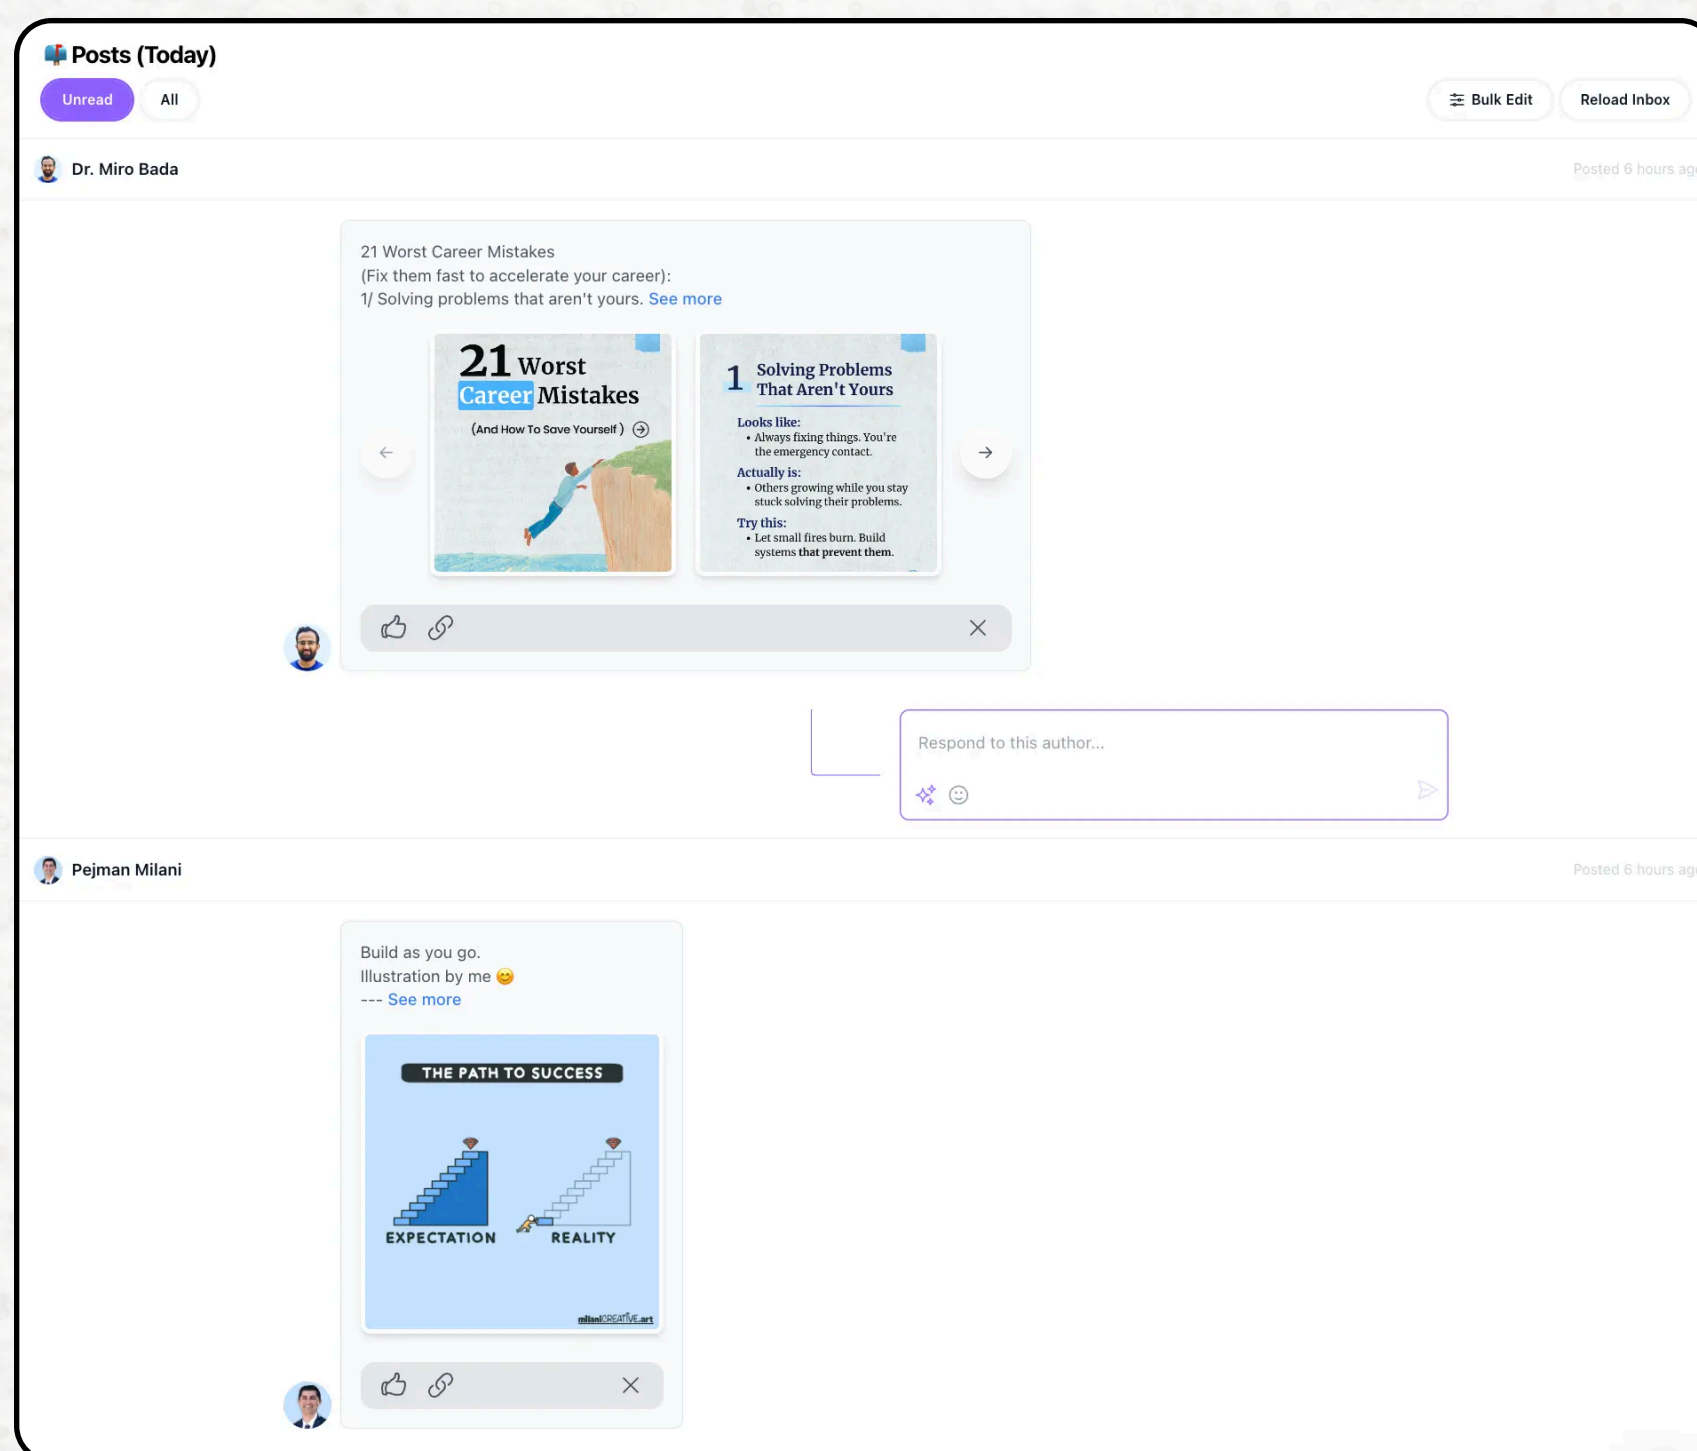 Posts (Today)
Unread
All
Bulk Edit
Reload Inbox
Dr. Miro Bada
Posted 6 hours
21 Worst Career Mistakes
(Fix them fast to accelerate your career):
1/ Solving problems that aren't yours. See more
21 Worst
Career Mistakes
(And How To Save Yourself )
1
Solving Problems
That Aren't Yours
Looks like:
• Always fixing things. You're
the emergency contact.
Actually is:
• Others growing while you stay
stuck solving their problems.
Try this:
• Let small fires burn. Build
systems that prevent them.
Respond to this author...
Pejman Milani
Posted 6 hours
Build as you go.
Illustration by me 😊
--- See more
THE PATH TO SUCCESS
EXPECTATION
REALITY
milaniCREATIVE.art